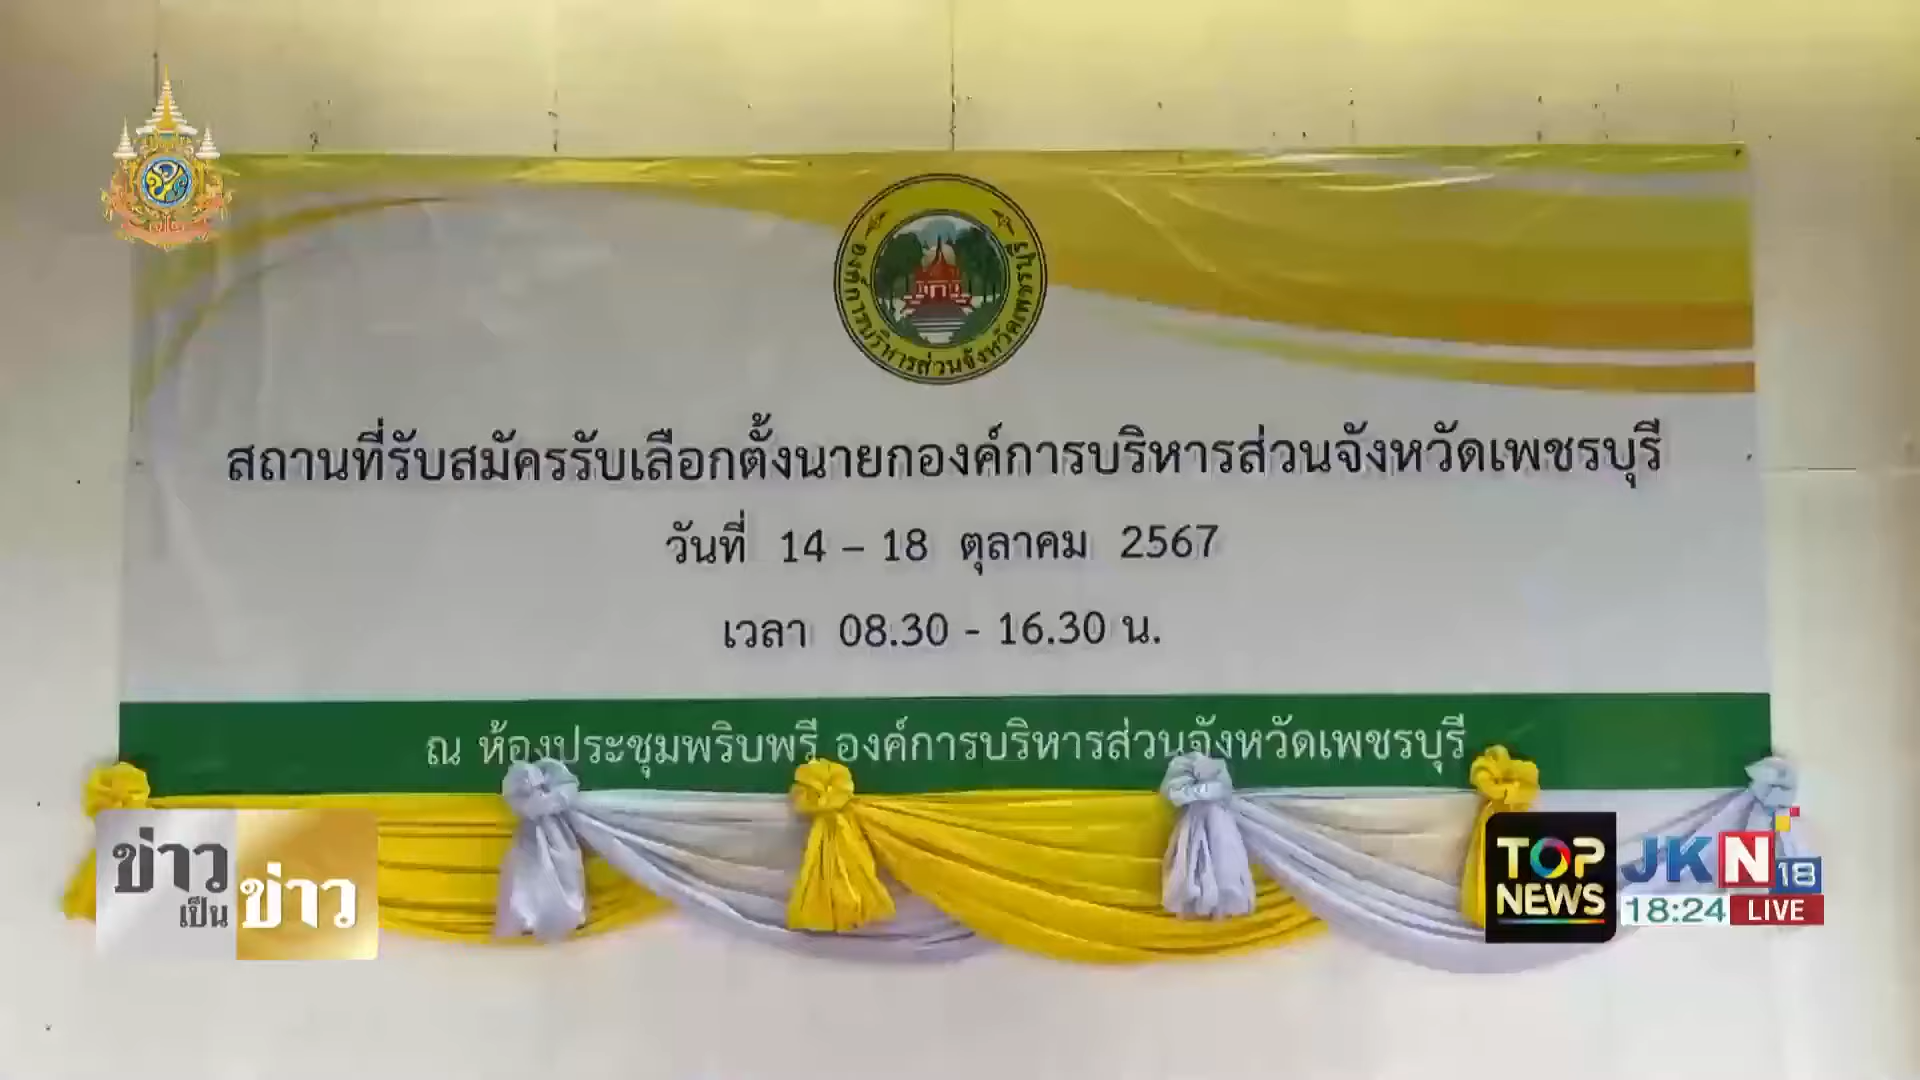 องค์การบริหารส่วนจังหวัดเพชรบุรี
สถานที่รับสมัครรับเลือกตั้งนายกองค์การบริหารส่วนจังหวัดเพชรบุรี
วันที่ 14 – 18 ตุลาคม 2567
เวลา 08.30 - 16.30 น.
ณ ห้องประชุมพริบพรี องค์การบริหารส่วนจังหวัดเพชรบุรี
ข่าว
เป็น
ข่าว
TOP
NEWS
JKN
18
18:24
LIVE